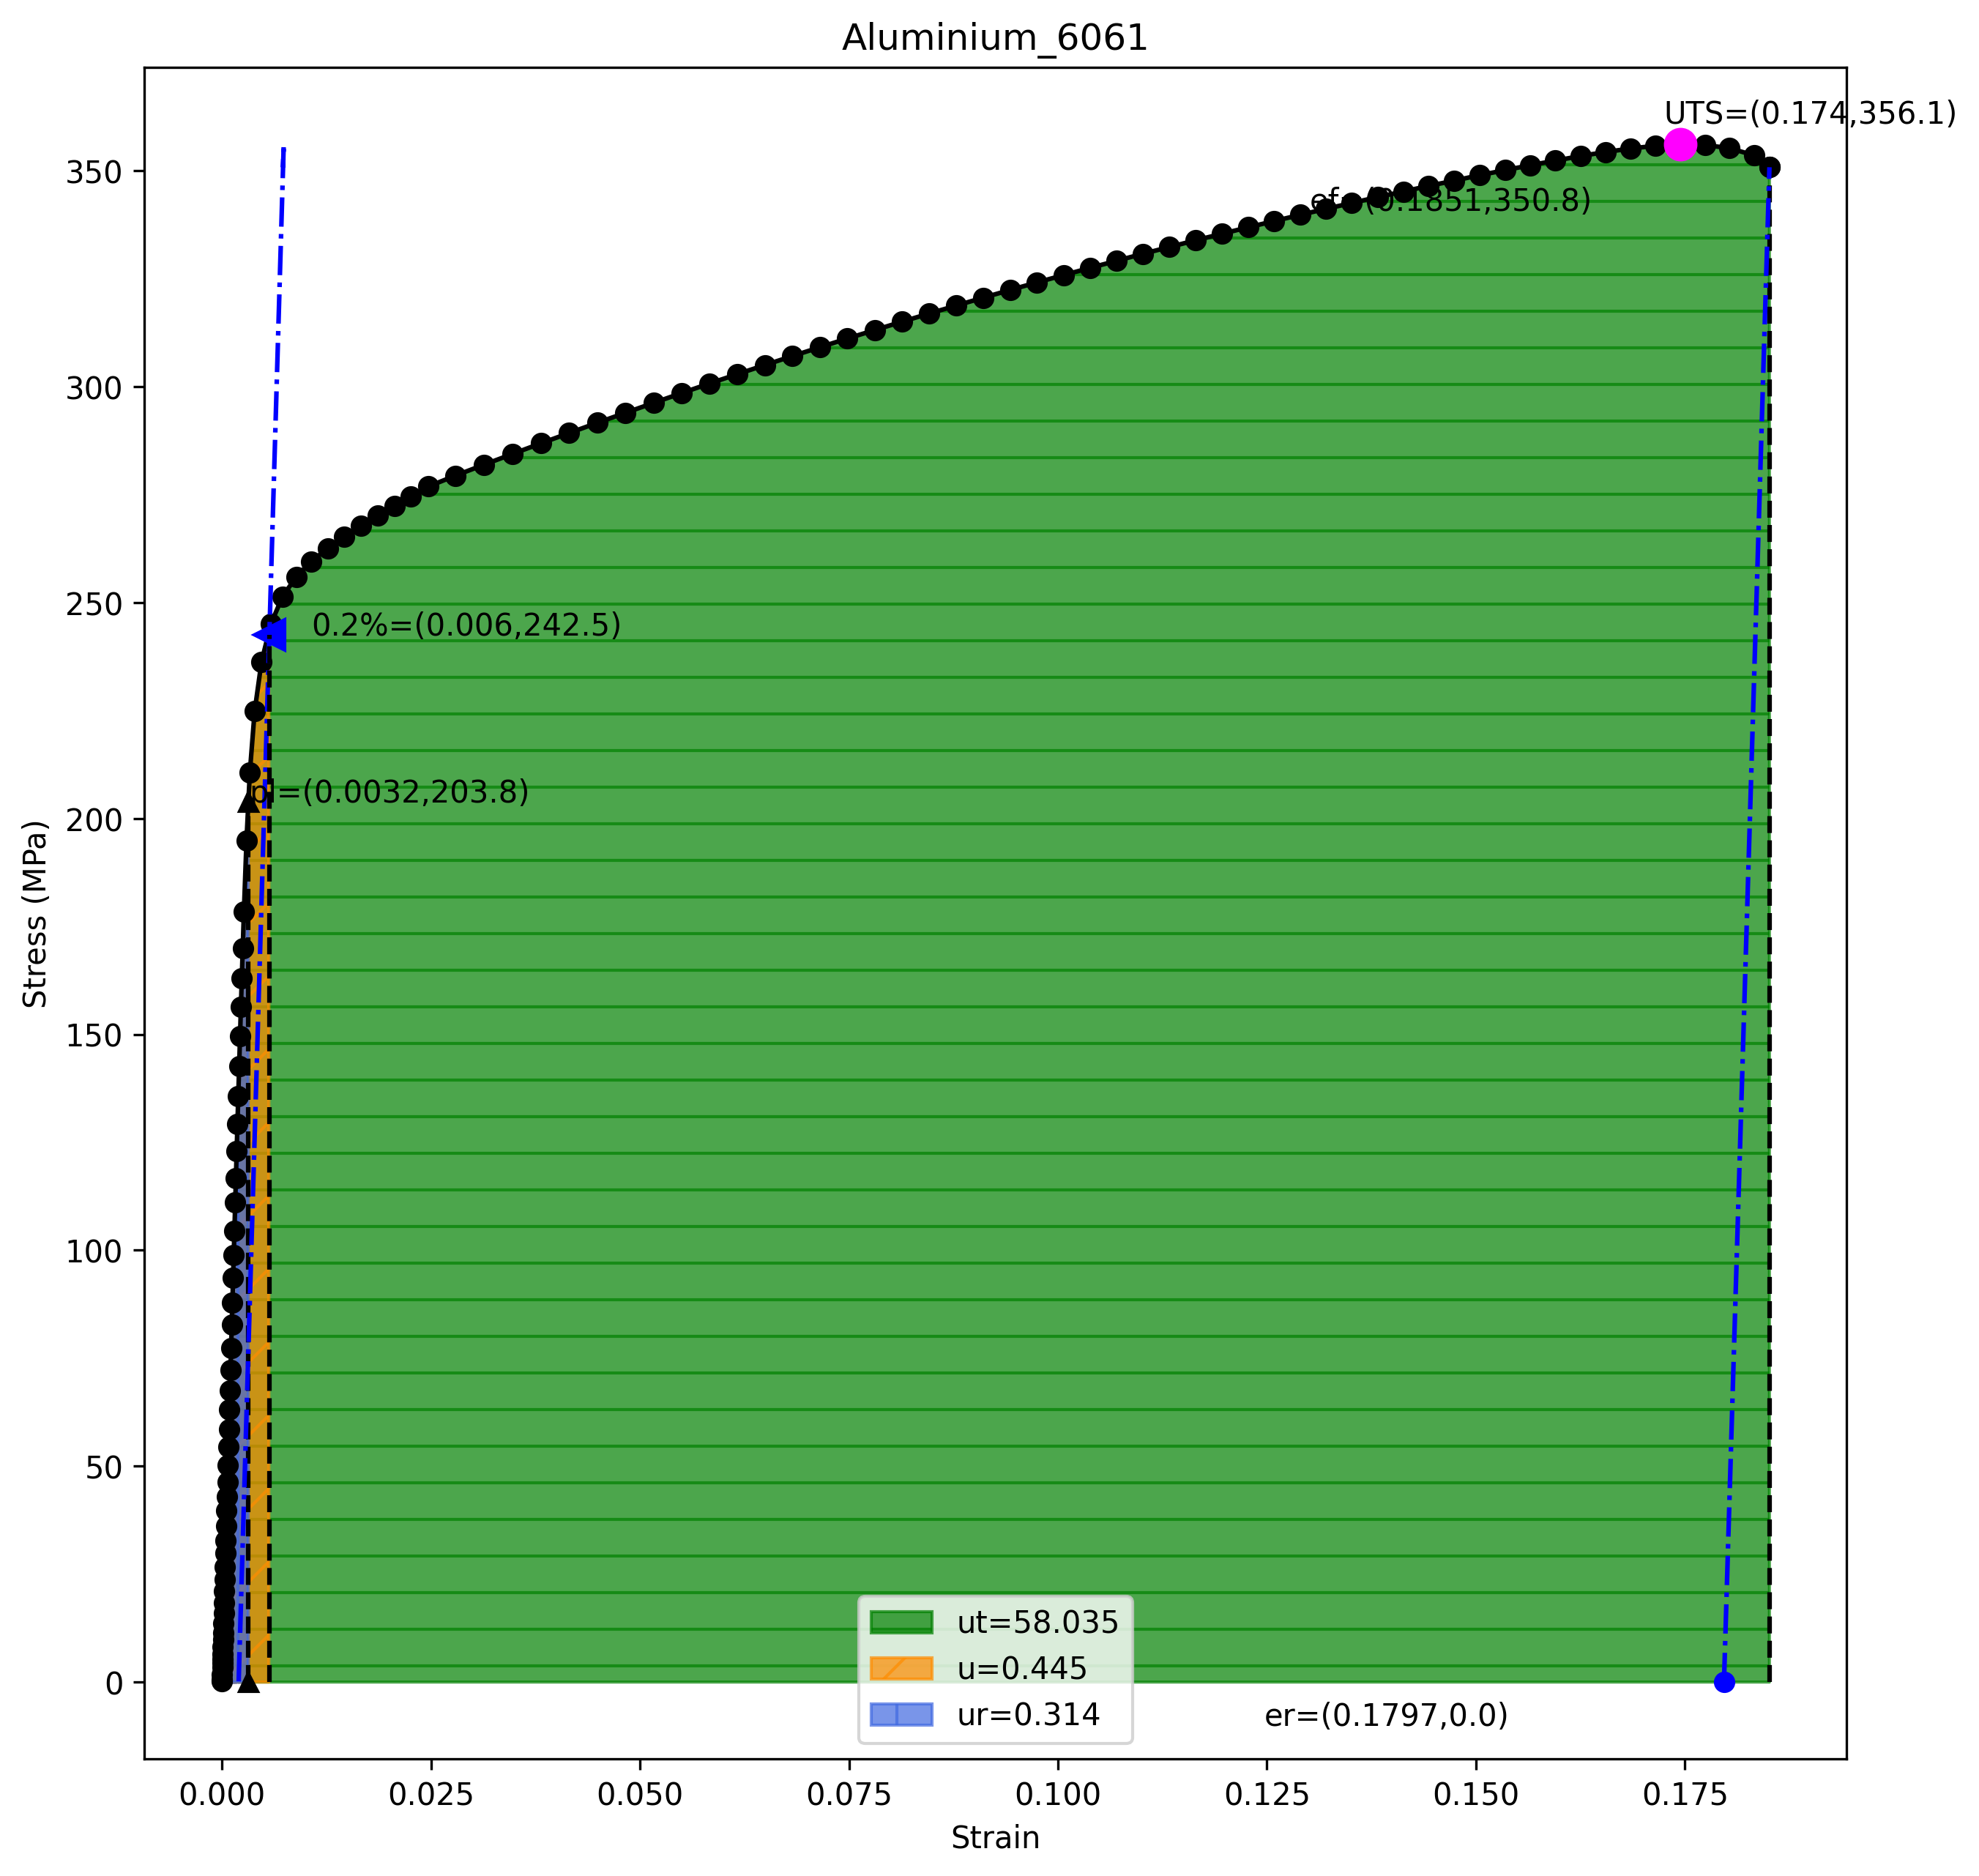 Aluminium_6061
UTS=(0.174,356.1)
ef=(0.1851,350.8)
0.2%=(0.006,242.5)
pl=(0.0032,203.8)
Stress (MPa)
350
300
250
200
150
100
50
0
ut=58.035
u=0.445
ur=0.314
er=(0.1797,0.0)
0.000 0.025 0.050 0.075 0.100 0.125 0.150 0.175
Strain